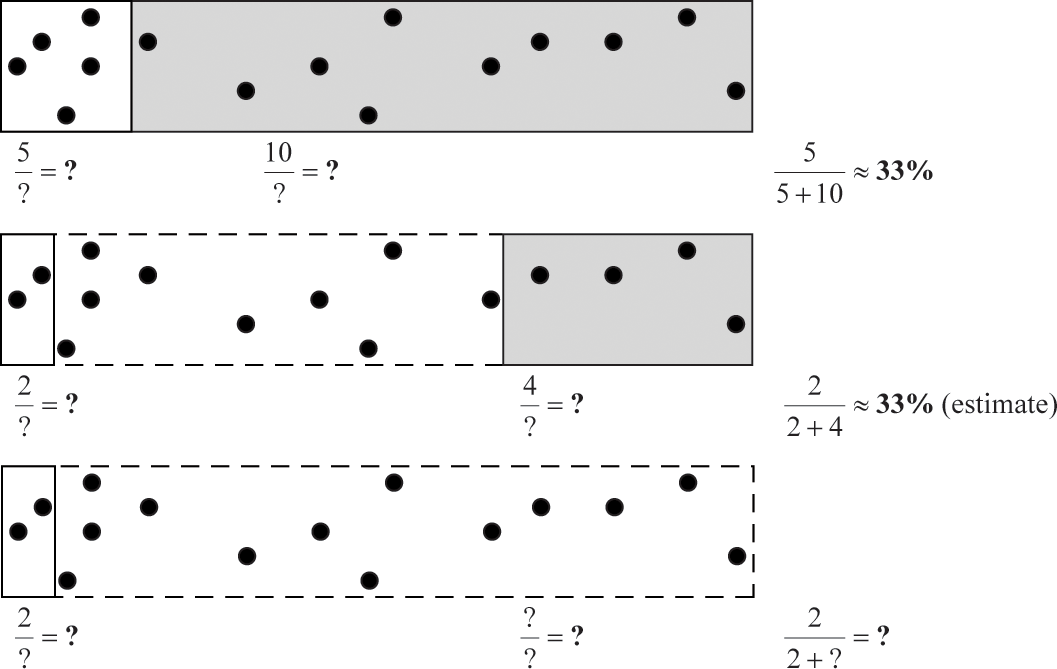 5/? = ? 10/? = ? 5/(5+10) ≈ 33%
2/? = ? 4/? = ? 2/(2+4) ≈ 33% (estimate)
2/? = ? ?/? = ? 2/(2+?) = ?